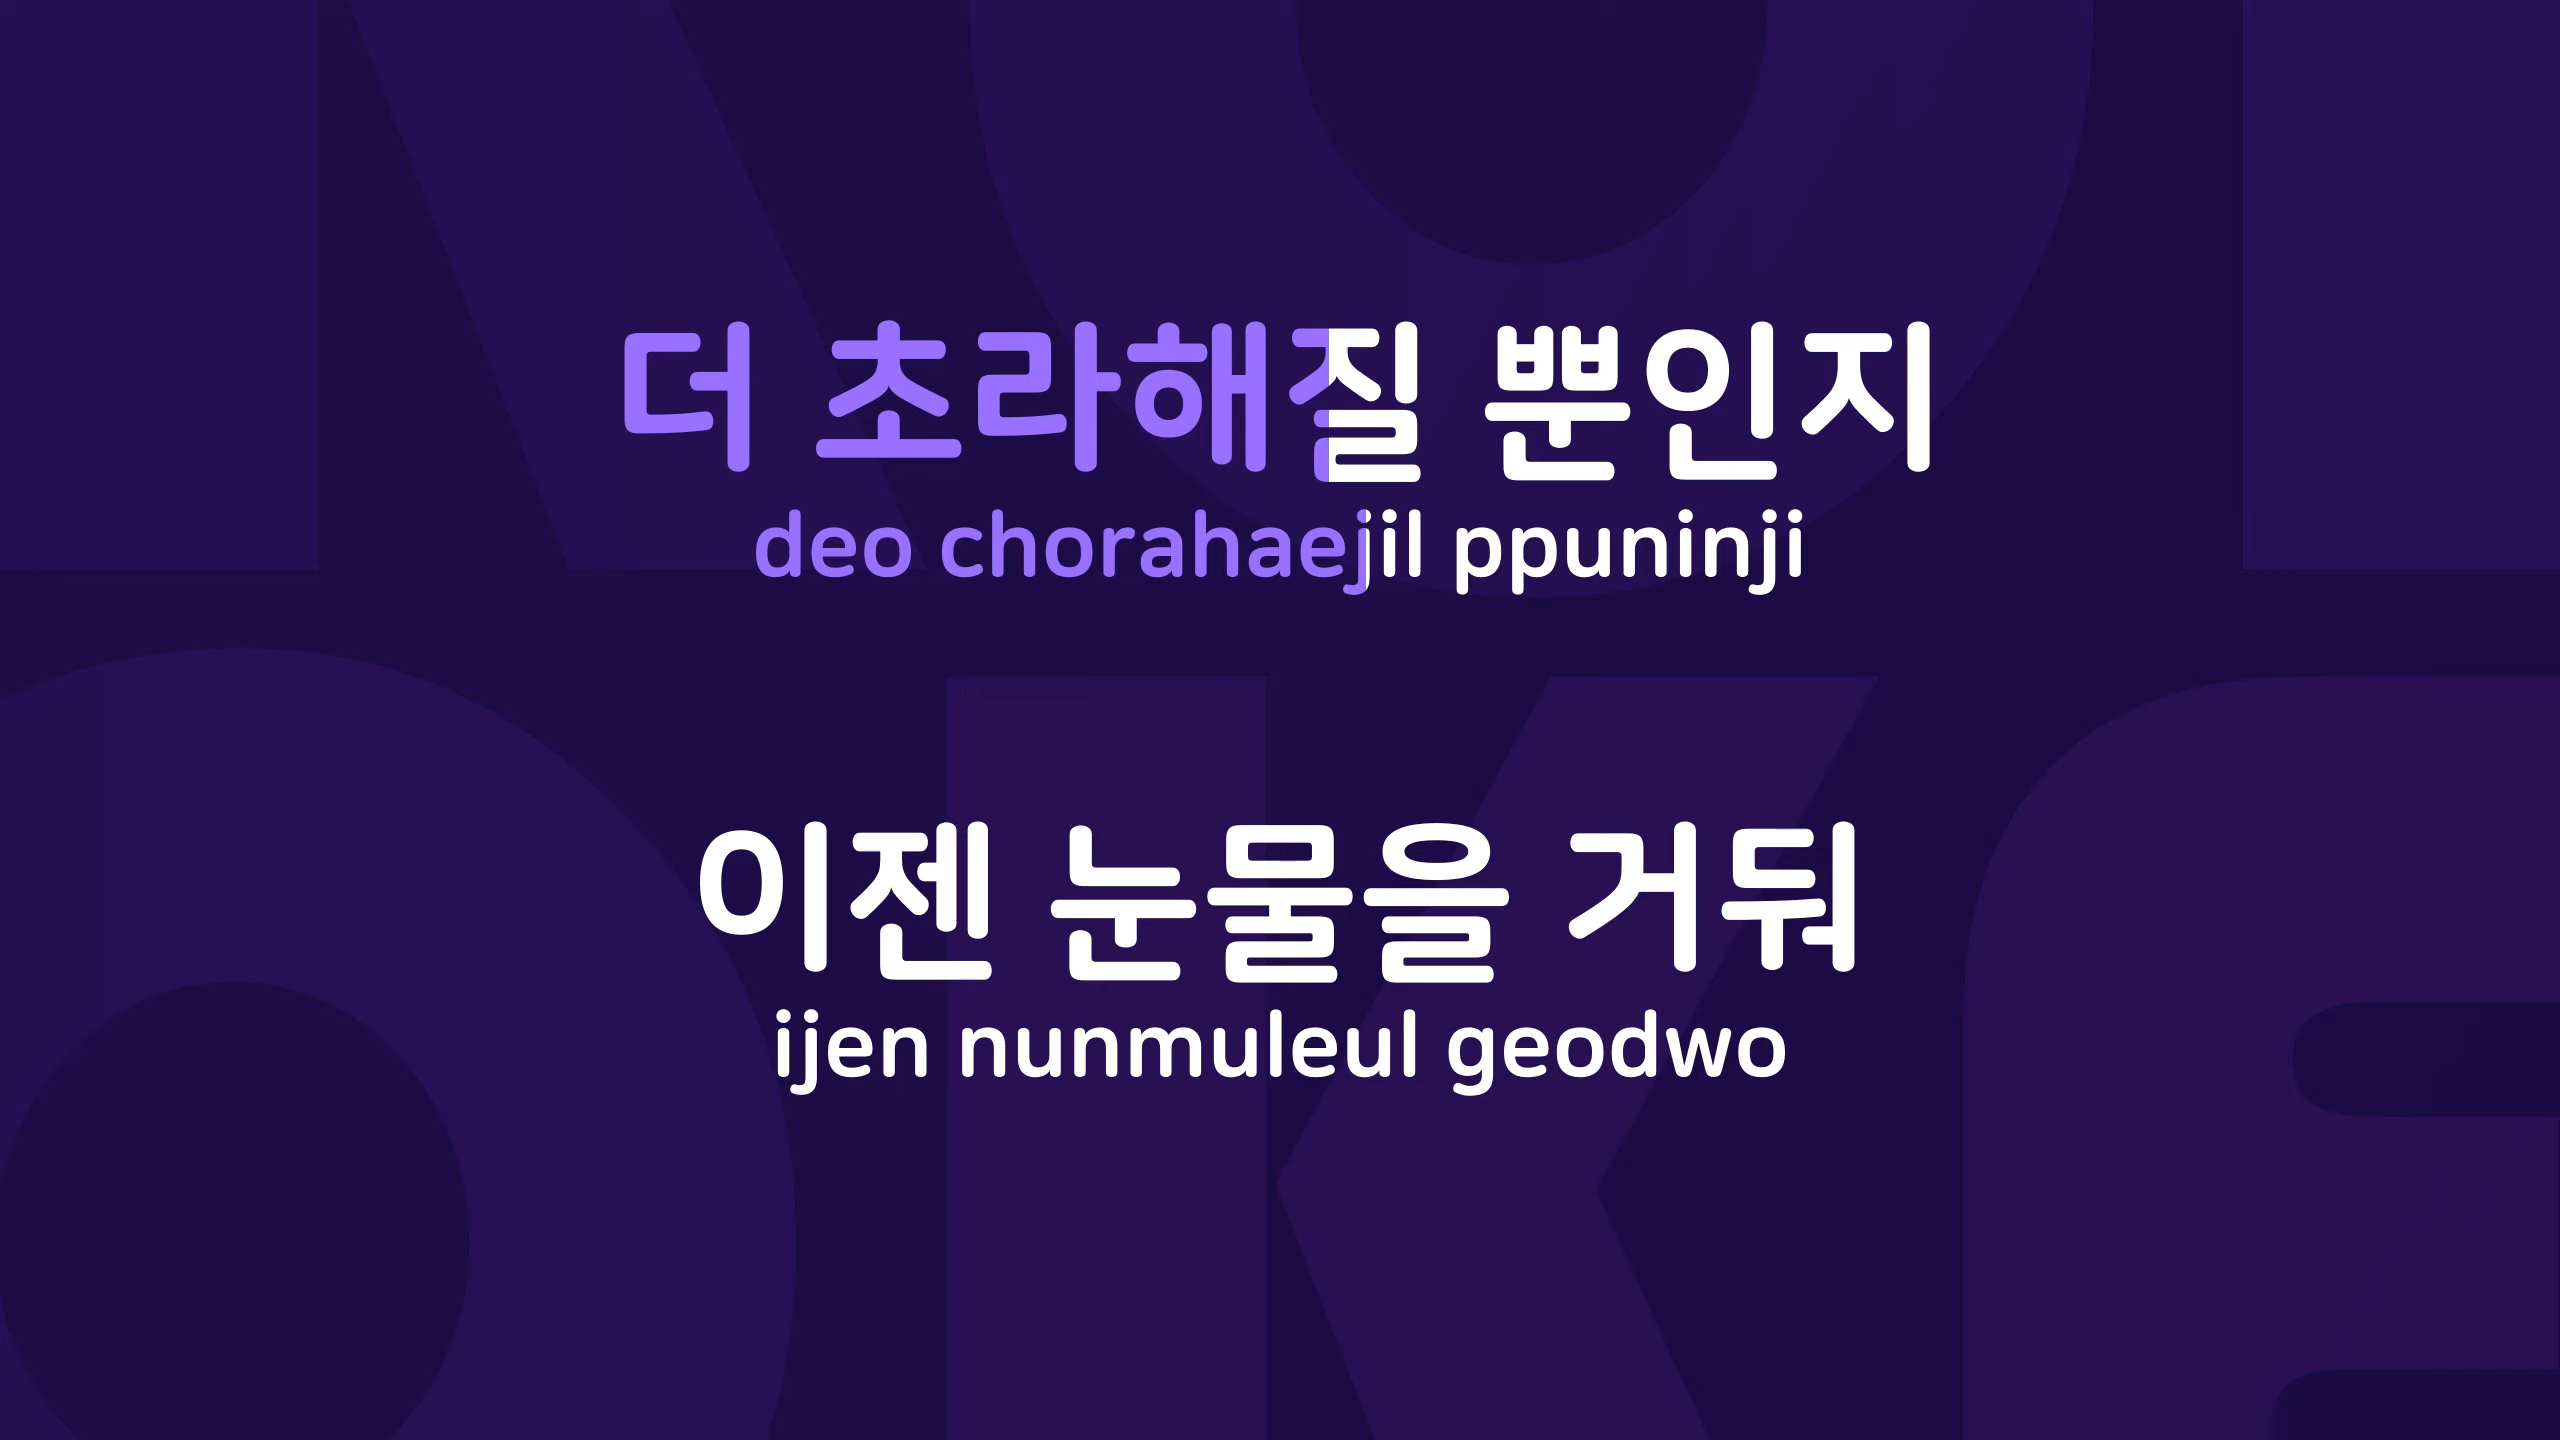 더 초라해질 뿐인지
deo chorahaejil ppuninji
이젠 눈물을 거둬
ijen nunmuleul geodwo